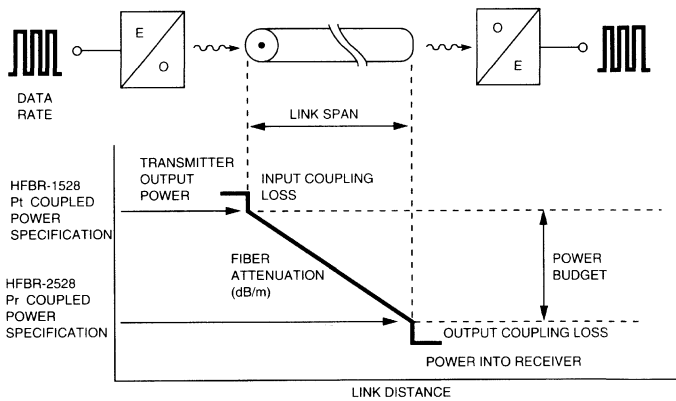 E
O
O
E
DATA
RATE
LINK SPAN
TRANSMITTER
OUTPUT
POWER
INPUT COUPLING
LOSS
HFBR-1528
Pt COUPLED
POWER
SPECIFICATION
FIBER
ATTENUATION
(dB/m)
POWER
BUDGET
HFBR-2528
Pr COUPLED
POWER
SPECIFICATION
OUTPUT COUPLING LOSS
POWER INTO RECEIVER
LINK DISTANCE